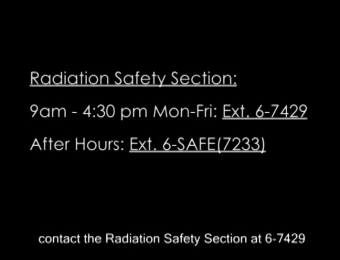 Radiation Safety Section:
9am - 4:30 pm Mon-Fri: Ext. 6-7429
After Hours: Ext. 6-SAFE(7233)
contact the Radiation Safety Section at 6-7429